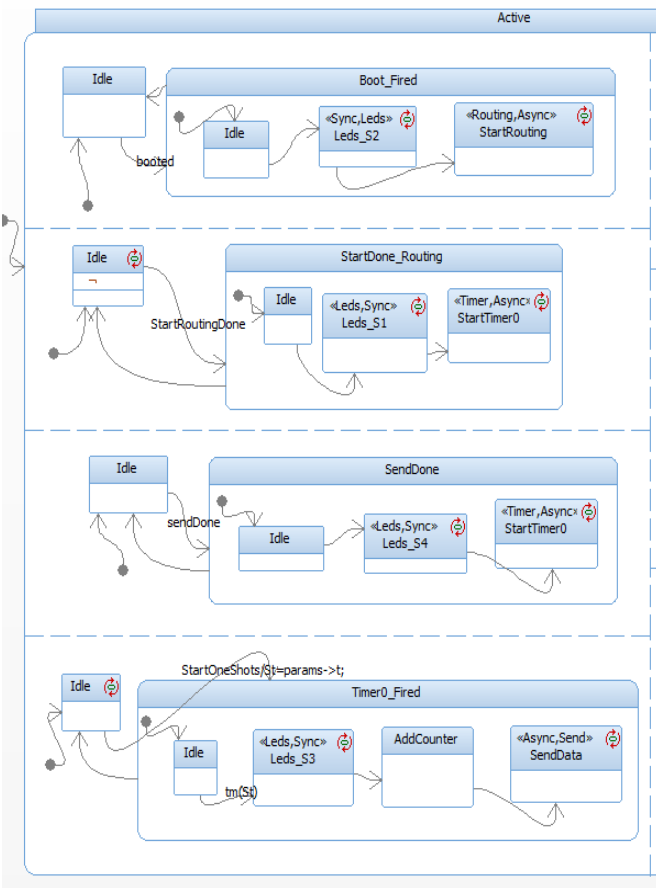 Active
Idle
Boot_Fired
booted
Idle
«Sync,Leds»
Leds_S2
«Routing,Async»
StartRouting
Idle
¬
StartDone_Routing
StartRoutingDone
Idle
«Leds,Sync»
Leds_S1
«Timer,Async»
StartTimer0
Idle
SendDone
sendDone
Idle
«Leds,Sync»
Leds_S4
«Timer,Async»
StartTimer0
StartOneShots/St=params->t;
Idle
Timer0_Fired
Idle
tm(St)
«Leds,Sync»
Leds_S3
AddCounter
«Async,Send»
SendData